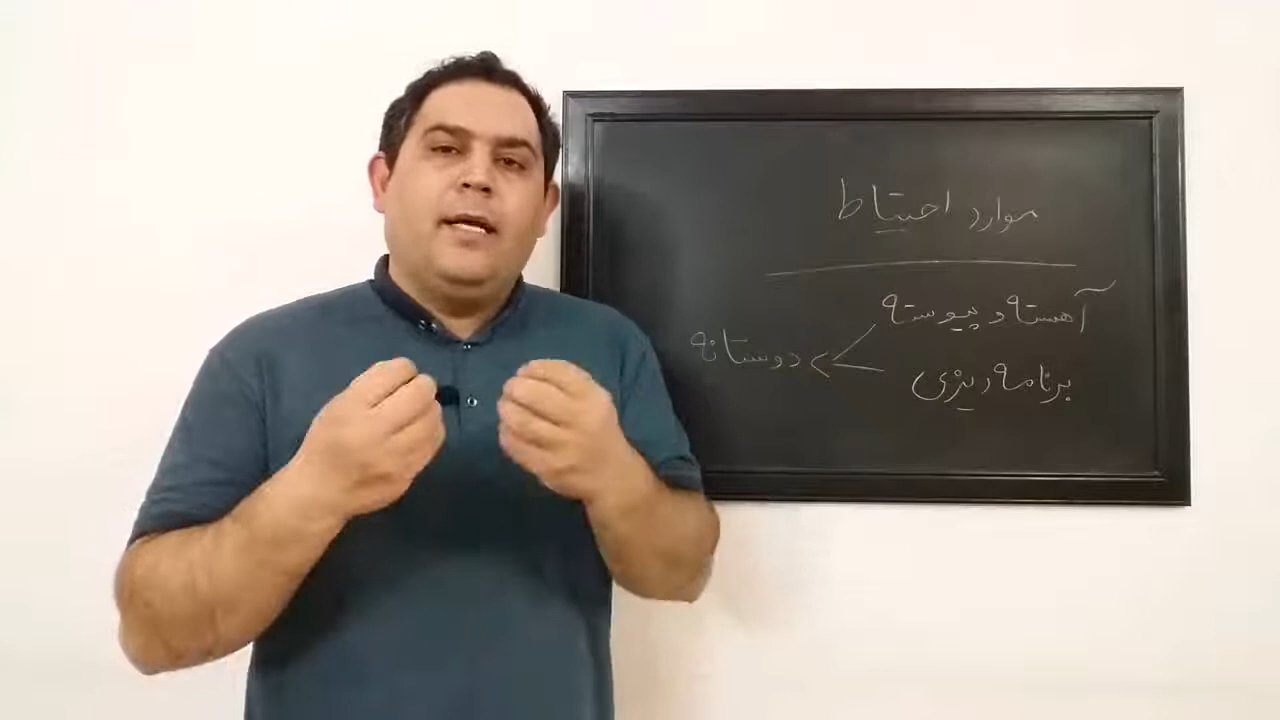 موارد احتیاط
آهسته و پیوسته
دوستانه
برنامه ریزی